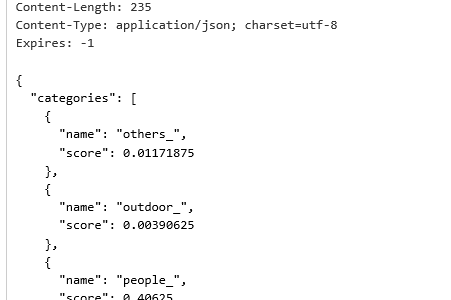 Content-Length: 235
Content-Type: application/json; charset=utf-8
Expires: -1
{
"categories": [
{
"name": "others_",
"score": 0.01171875
},
{
"name": "outdoor_",
"score": 0.00390625
},
{
"name": "people_",
"score": 0.40625